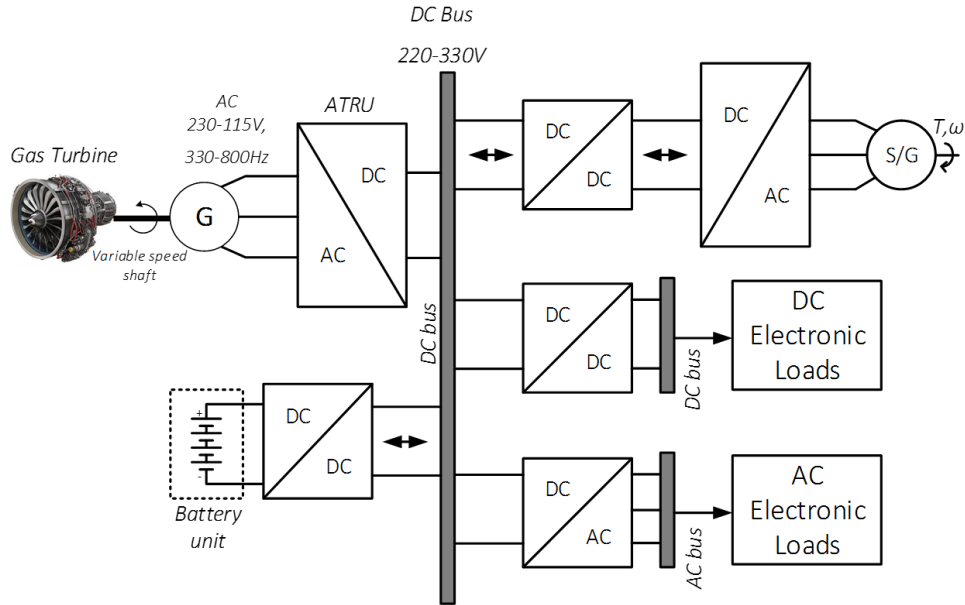 DC Bus
220-330V
AC
230-115V,
330-800Hz
ATRU
Gas Turbine
G
Variable speed
shaft
DC
AC
DC
DC
DC
AC
S/G
T,ω
DC bus
DC
DC
DC bus
DC
Electronic
Loads
+
-
Battery
unit
DC
DC
DC
AC
AC bus
AC
Electronic
Loads